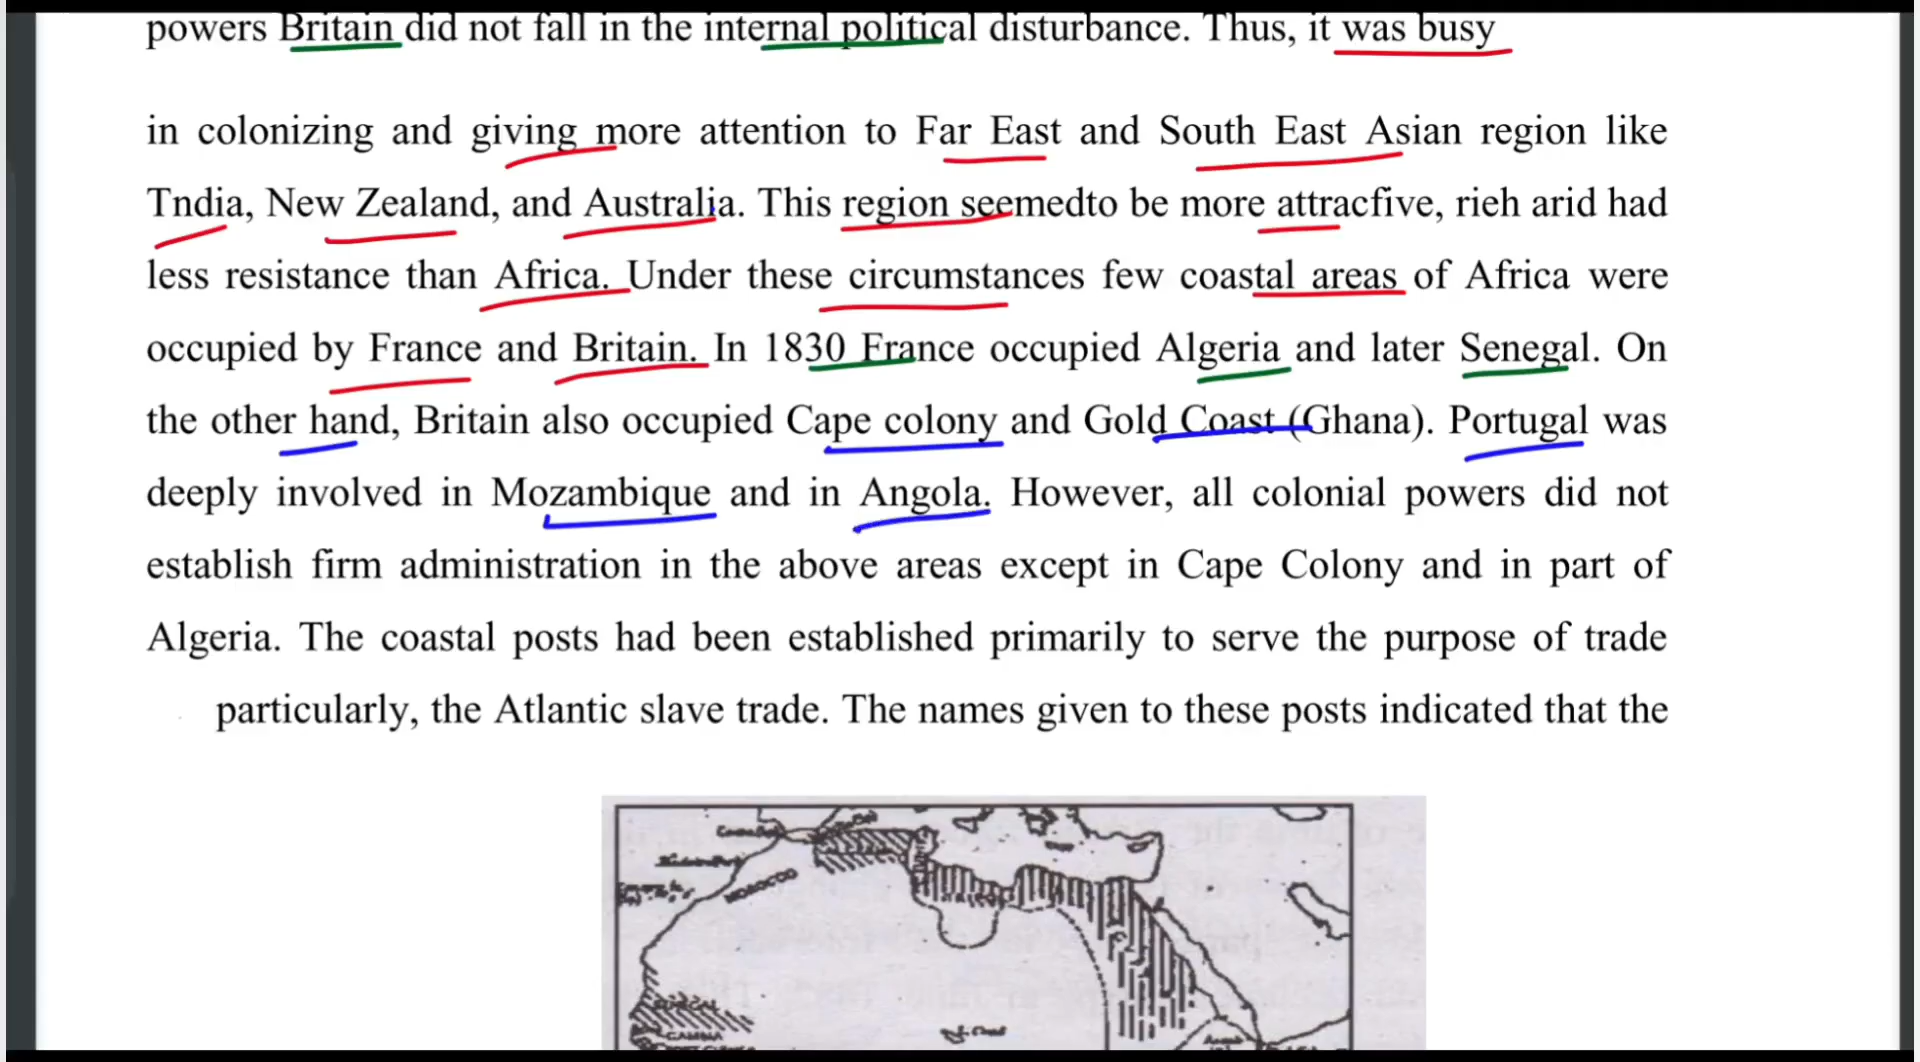 powers Britain did not fall in the internal political disturbance. Thus, it was busy
in colonizing and giving more attention to Far East and South East Asian region like
Tndia, New Zealand, and Australia. This region seemedto be more attracfive, rieh arid had
less resistance than Africa. Under these circumstances few coastal areas of Africa were
occupied by France and Britain. In 1830 France occupied Algeria and later Senegal. On
the other hand, Britain also occupied Cape colony and Gold Coast (Ghana). Portugal was
deeply involved in Mozambique and in Angola. However, all colonial powers did not
establish firm administration in the above areas except in Cape Colony and in part of
Algeria. The coastal posts had been established primarily to serve the purpose of trade
particularly, the Atlantic slave trade. The names given to these posts indicated that the
MOROCCO
GAMBIA